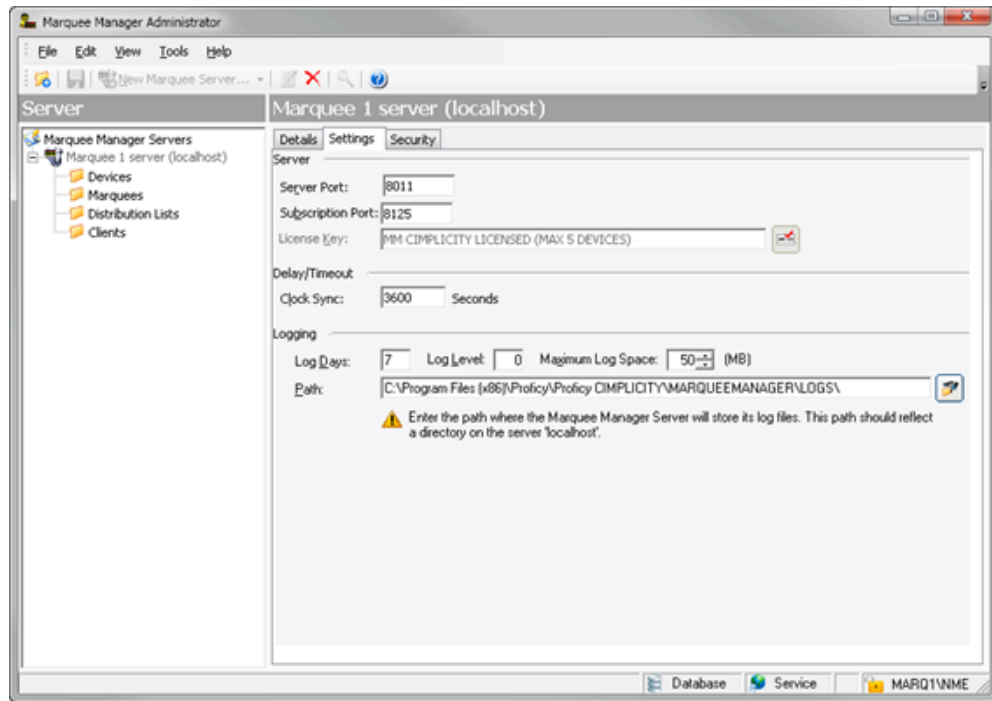 Marquee Manager Administrator
File Edit View Tools Help
New Marquee Server...
Server
Marquee 1 server (localhost)
Marquee Manager Servers
Marquee 1 server (localhost)
Devices
Marquees
Distribution Lists
Clients
Details Settings Security
Server
Server Port: 8011
Subscription Port: 8125
License Key: MM CIMPLICITY LICENSED (MAX 5 DEVICES)
Delay/Timeout
Clock Sync: 3600 Seconds
Logging
Log Days: 7 Log Level: 0 Maximum Log Space: 50 (MB)
Path: C:\Program Files (x86)\Proficy\Proficy CIMPLICITY\MARQUEEMANAGER\LOGS\
Enter the path where the Marquee Manager Server will store its log files. This path should reflect
a directory on the server 'localhost'.
Database Service MARQ1\NME